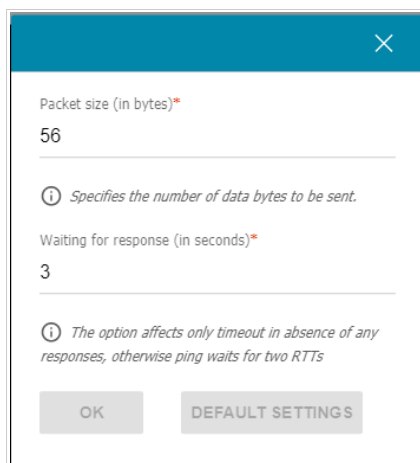 Packet size (in bytes)*
56
Specifies the number of data bytes to be sent.
Waiting for response (in seconds)*
3
The option affects only timeout in absence of any
responses, otherwise ping waits for two RTTs
OK DEFAULT SETTINGS